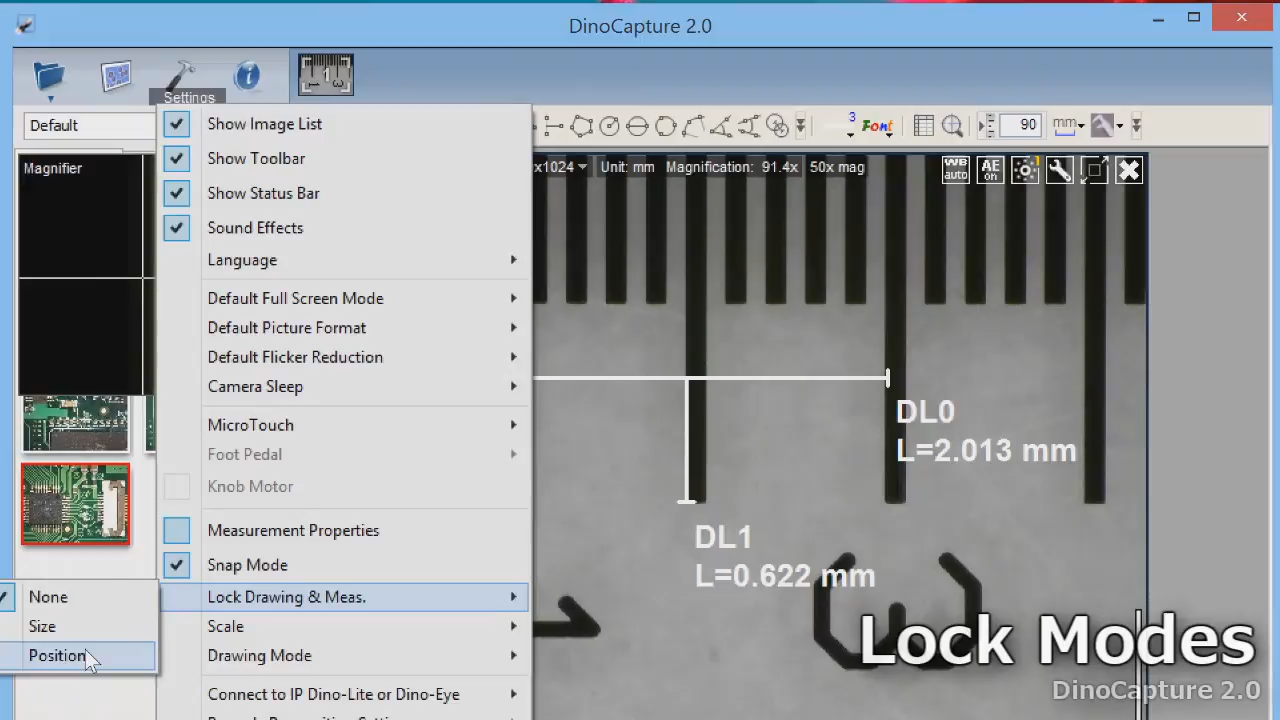 DinoCapture 2.0
Settings
Default
Font
3
90
mm
Magnifier
x1024
Unit: mm
Magnification: 91.4x
50x mag
WB
auto
AE
on
Show Image List
Show Toolbar
Show Status Bar
Sound Effects
Language
Default Full Screen Mode
Default Picture Format
Default Flicker Reduction
Camera Sleep
MicroTouch
Foot Pedal
Knob Motor
Measurement Properties
Snap Mode
Lock Drawing & Meas.
Scale
Drawing Mode
Connect to IP Dino-Lite or Dino-Eye
None
Size
Position
DL0
L=2.013 mm
DL1
L=0.622 mm
Lock Modes
DinoCapture 2.0